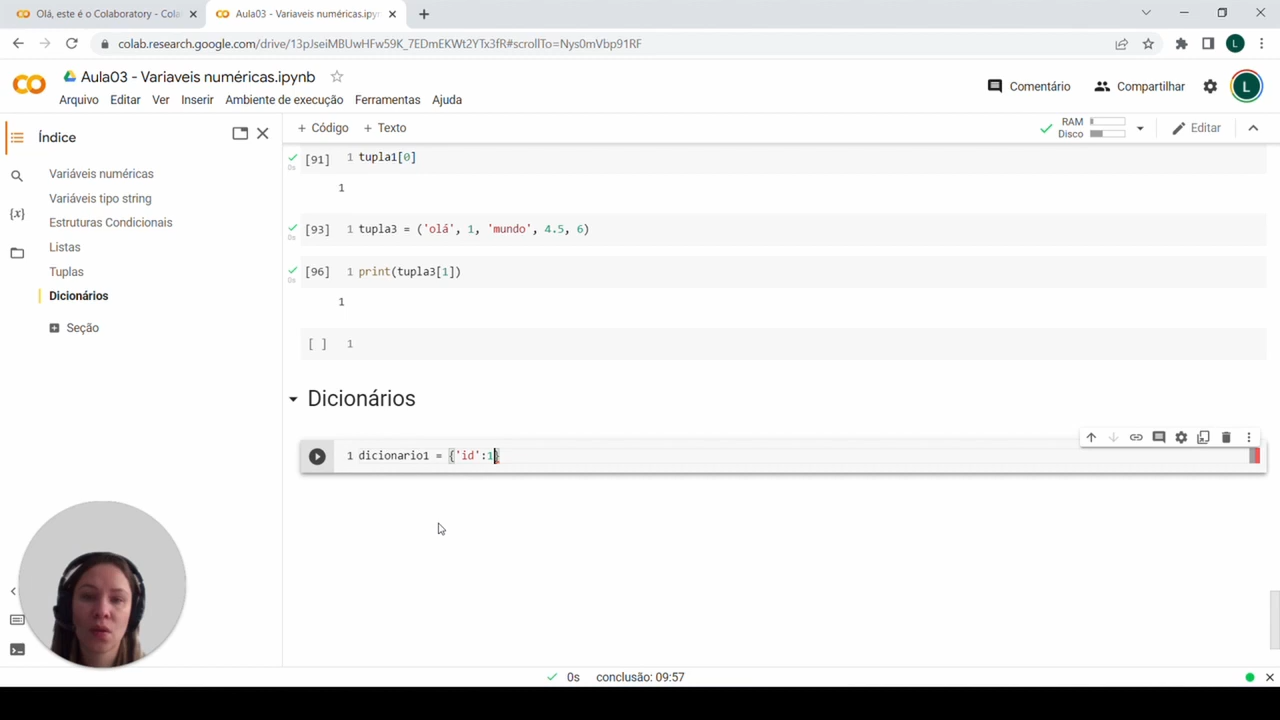 Olá, este é o Colaboratory - Cola
Aula03 - Variaveis numéricas.ipyn
colab.research.google.com/drive/13pJseiMBUwHFw59K_7EDmEKWt2YTx3fR#scrollTo=Nys0mVbp91RF
L
CO
Aula03 - Variaveis numéricas.ipynb
Comentário
Compartilhar
L
Arquivo Editar Ver Inserir Ambiente de execução Ferramentas Ajuda
Índice
+ Código + Texto
RAM
Disco
Editar
Variáveis numéricas
Variáveis tipo string
Estruturas Condicionais
Listas
Tuplas
Dicionários
Seção
{x}
0s [91] 1 tupla1[0]
1
0s [93] 1 tupla3 = ('olá', 1, 'mundo', 4.5, 6)
0s [96] 1 print(tupla3[1])
1
[ ] 1
Dicionários
1 dicionario1 = {'id':1}
0s conclusão: 09:57